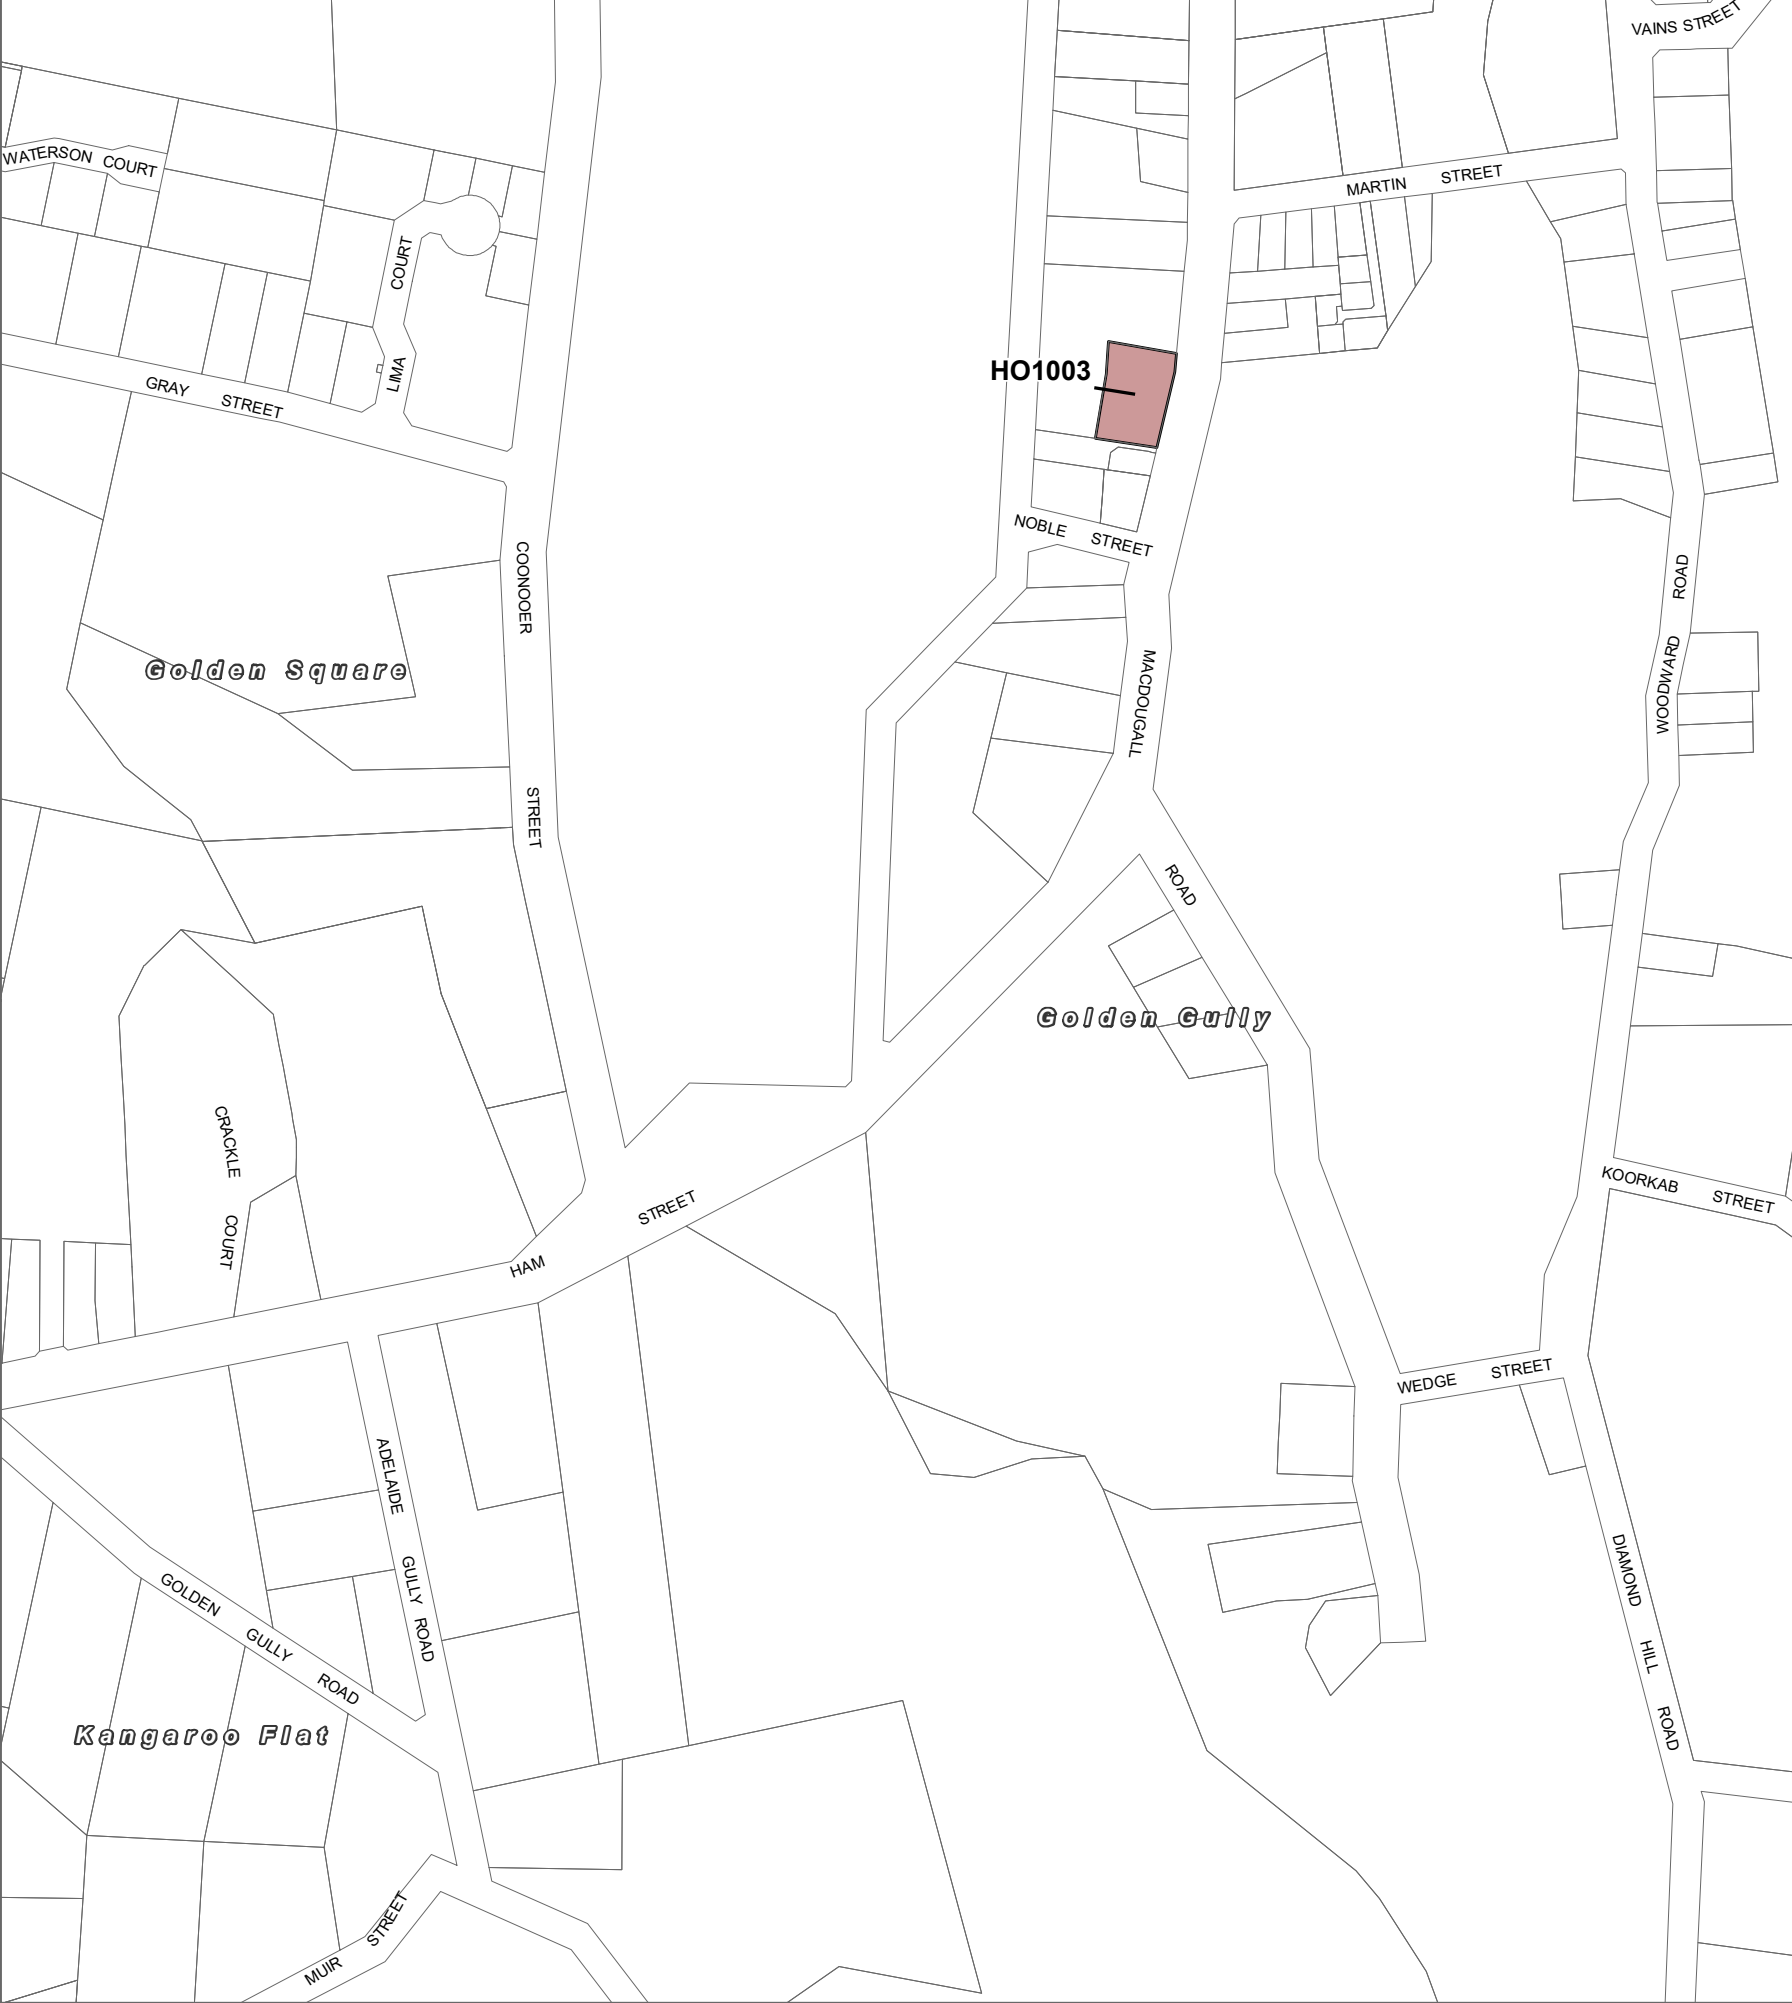 VAINS STREET
WATERSON COURT
MARTIN STREET
LIMA COURT
HO1003
GRAY STREET
NOBLE STREET
COONOOER STREET
WOODWARD ROAD
Golden Square
MACDOUGALL ROAD
Golden Gully
CRACKLE COURT
KOORKAB STREET
HAM STREET
WEDGE STREET
ADELAIDE GULLY ROAD
DIAMOND HILL ROAD
GOLDEN GULLY ROAD
Kangaroo Flat
MUIR STREET